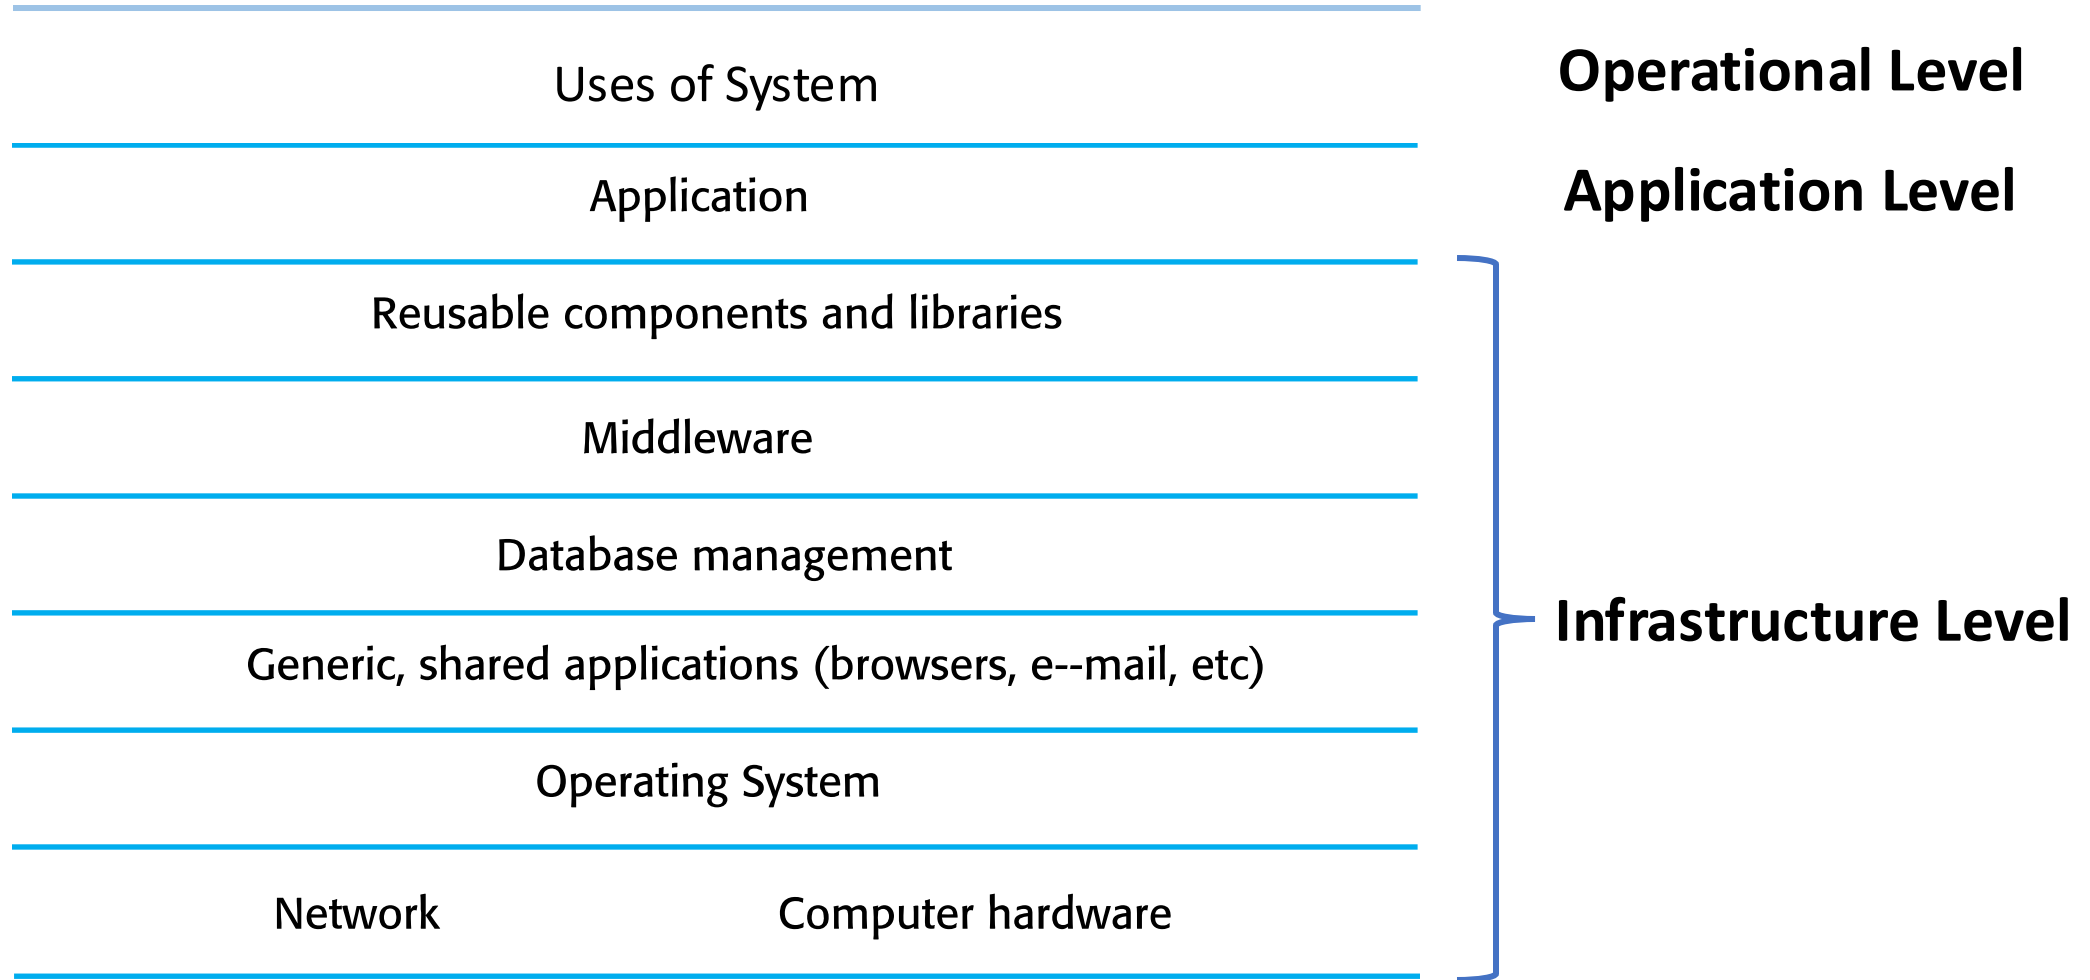 Uses of System
Operational Level
Application
Application Level
Reusable components and libraries
Middleware
Database management
Infrastructure Level
Generic, shared applications (browsers, e--mail, etc)
Operating System
Network
Computer hardware